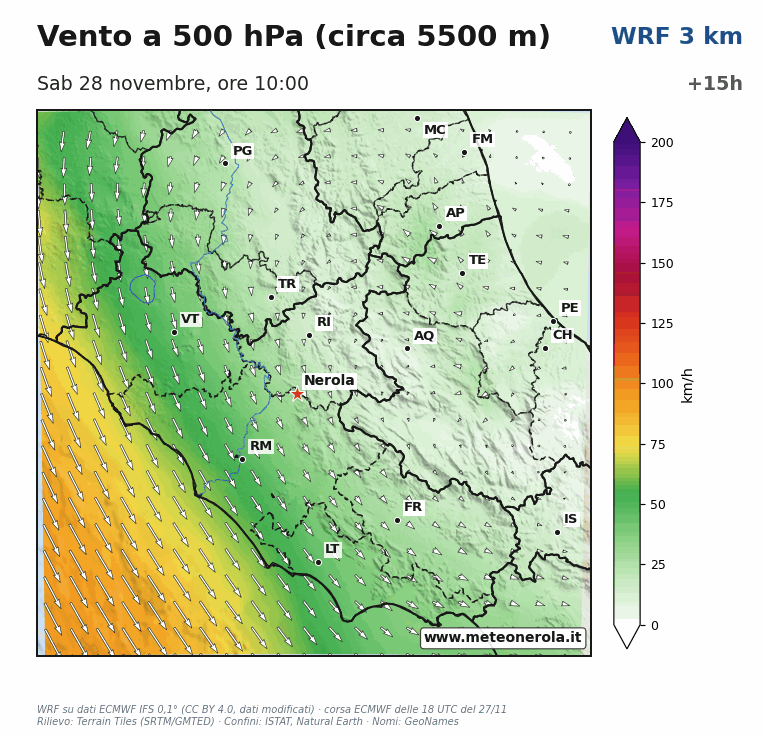 Vento a 500 hPa (circa 5500 m)
WRF 3 km
Sab 28 novembre, ore 10:00
+15h
MC
FM
PG
AP
TE
TR
PE
VT
RI
AQ
CH
Nerola
RM
FR
IS
LT
www.meteonerola.it
200
175
150
125
100
75
50
25
0
km/h
WRF su dati ECMWF IFS 0,1° (CC BY 4.0, dati modificati) · corsa ECMWF delle 18 UTC del 27/11
Rilievo: Terrain Tiles (SRTM/GMTED) · Confini: ISTAT, Natural Earth · Nomi: GeoNames